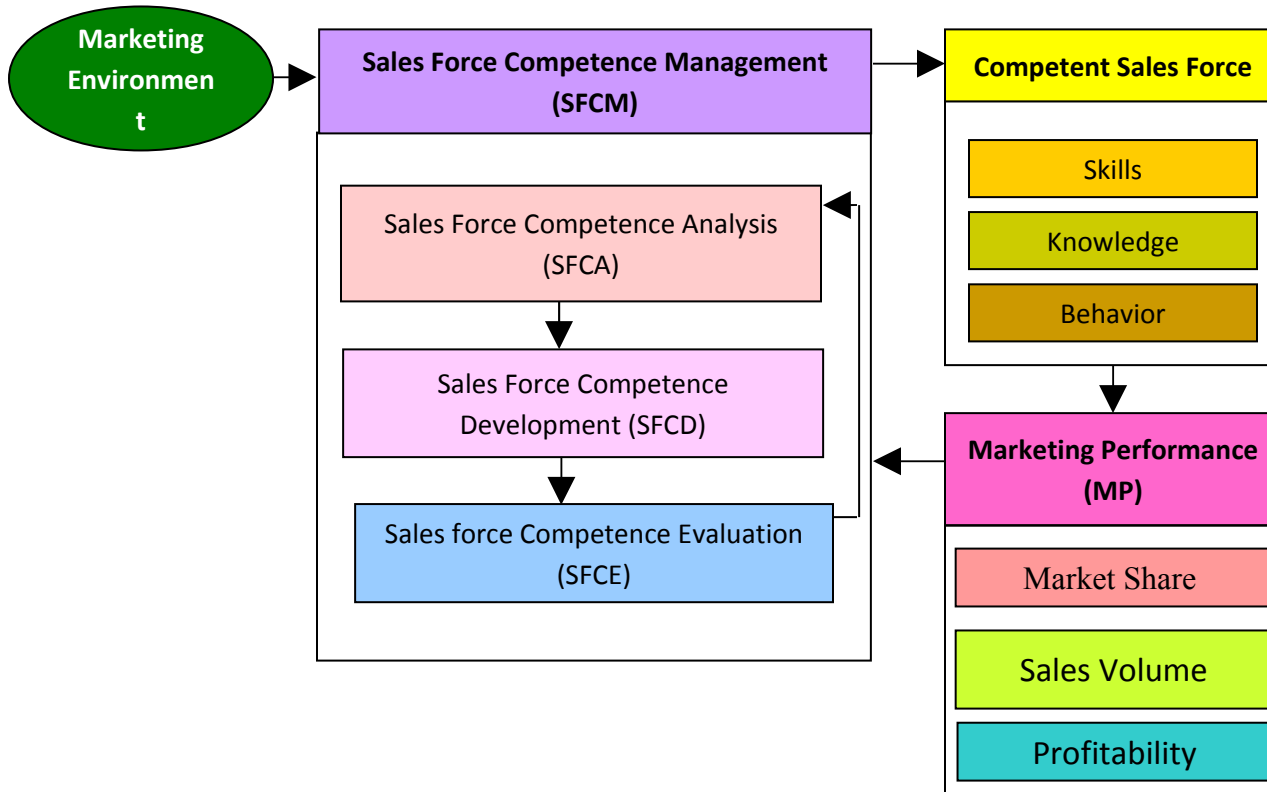 Marketing
Environmen
t
Sales Force Competence Management
(SFCM)
Sales Force Competence Analysis
(SFCA)
Sales Force Competence
Development (SFCD)
Sales force Competence Evaluation
(SFCE)
Competent Sales Force
Skills
Knowledge
Behavior
Marketing Performance
(MP)
Market Share
Sales Volume
Profitability